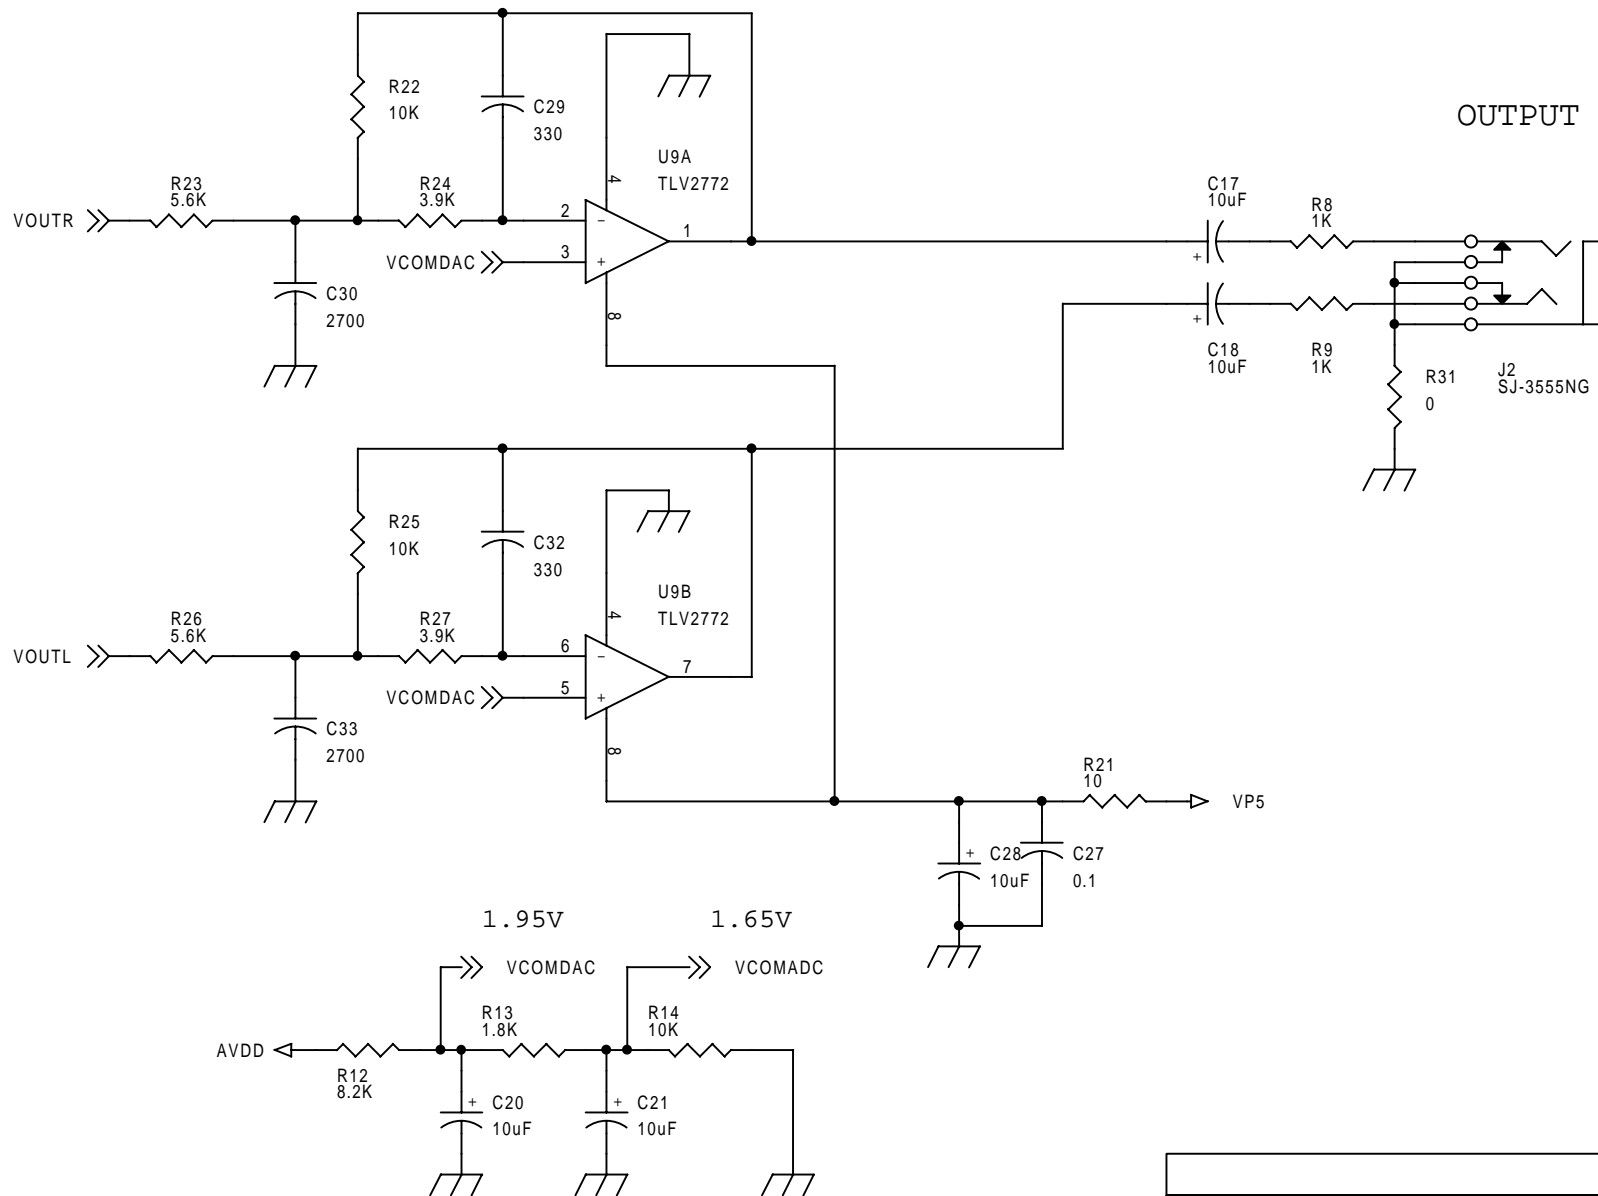 R22
10K
C29
330
OUTPUT
U9A
TLV2772
4
R23
5.6K
R24
3.9K
C17
10uF
R8
1K
VOUTR
2
−
1
VCOMDAC
3
+
+
C30
2700
8
+
C18
10uF
R9
1K
J2
SJ-3555NG
R31
0
R25
10K
C32
330
U9B
TLV2772
4
R26
5.6K
R27
3.9K
VOUTL
6
−
7
VCOMDAC
5
+
C33
2700
8
R21
10
VP5
+
C28
10uF
C27
0.1
1.95V
1.65V
VCOMDAC
VCOMADC
R13
1.8K
R14
10K
AVDD
R12
8.2K
+
C20
10uF
+
C21
10uF